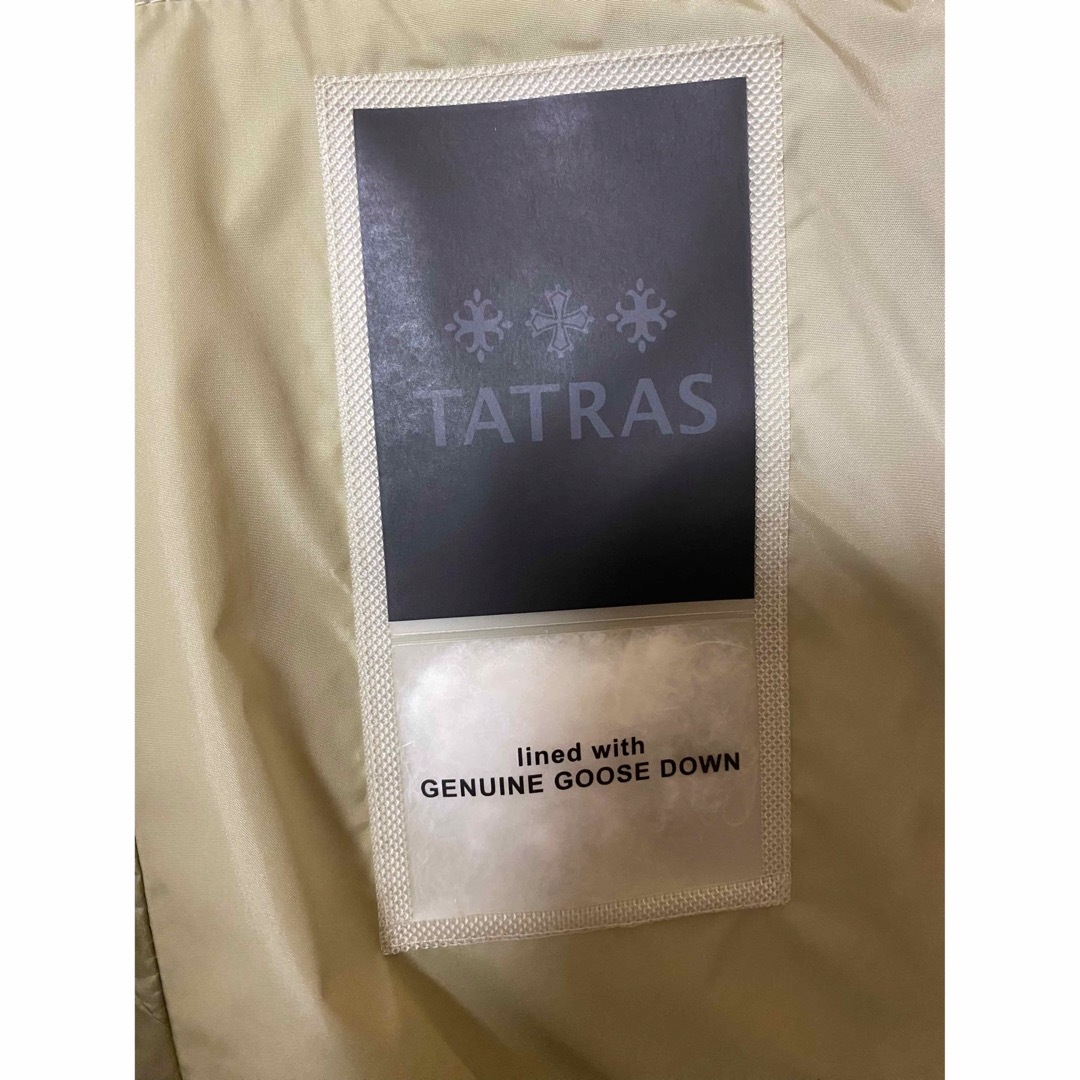 TATRAS
lined with
GENUINE GOOSE DOWN